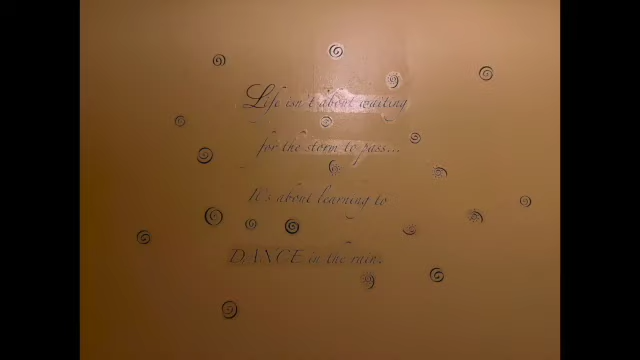 Life isn't about waiting
for the storm to pass...
It's about learning to
DANCE in the rain.